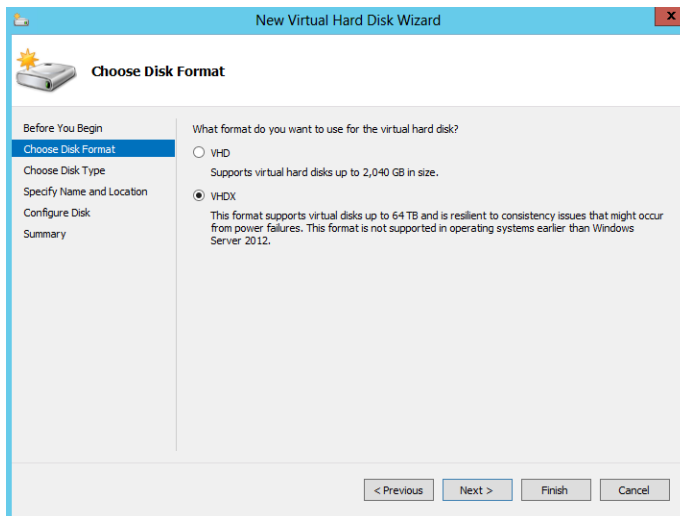 New Virtual Hard Disk Wizard
x
Choose Disk Format
Before You Begin
Choose Disk Format
Choose Disk Type
Specify Name and Location
Configure Disk
Summary
What format do you want to use for the virtual hard disk?
VHD
Supports virtual hard disks up to 2,040 GB in size.
VHDX
This format supports virtual disks up to 64 TB and is resilient to consistency issues that might occur
from power failures. This format is not supported in operating systems earlier than Windows
Server 2012.
< Previous
Next >
Finish
Cancel